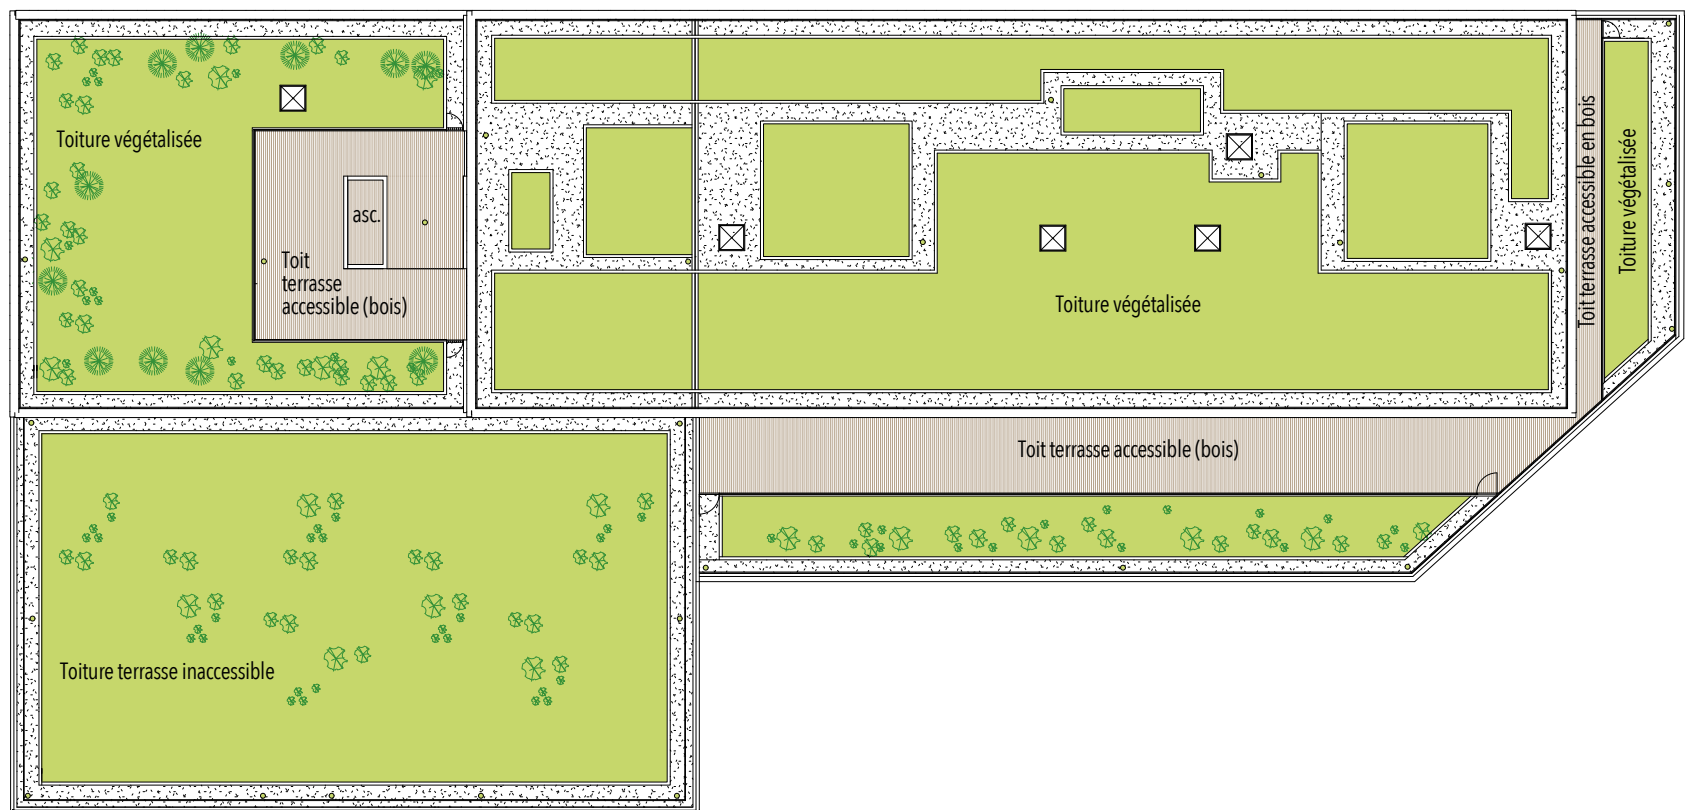 Toiture végétalisée
asc.
Toit
terrasse
accessible (bois)
Toiture végétalisée
Toit terrasse accessible en bois
Toiture végétalisée
Toit terrasse accessible (bois)
Toiture terrasse inaccessible